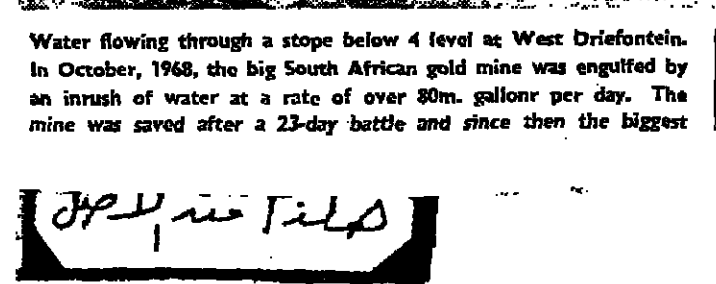 Water flowing through a stope below 4 level at West Driefontein.
In October, 1968, the big South African gold mine was engulfed by
an inrush of water at a rate of over 80m. gallonr per day. The
mine was saved after a 23-day battle and since then the biggest
الاصل